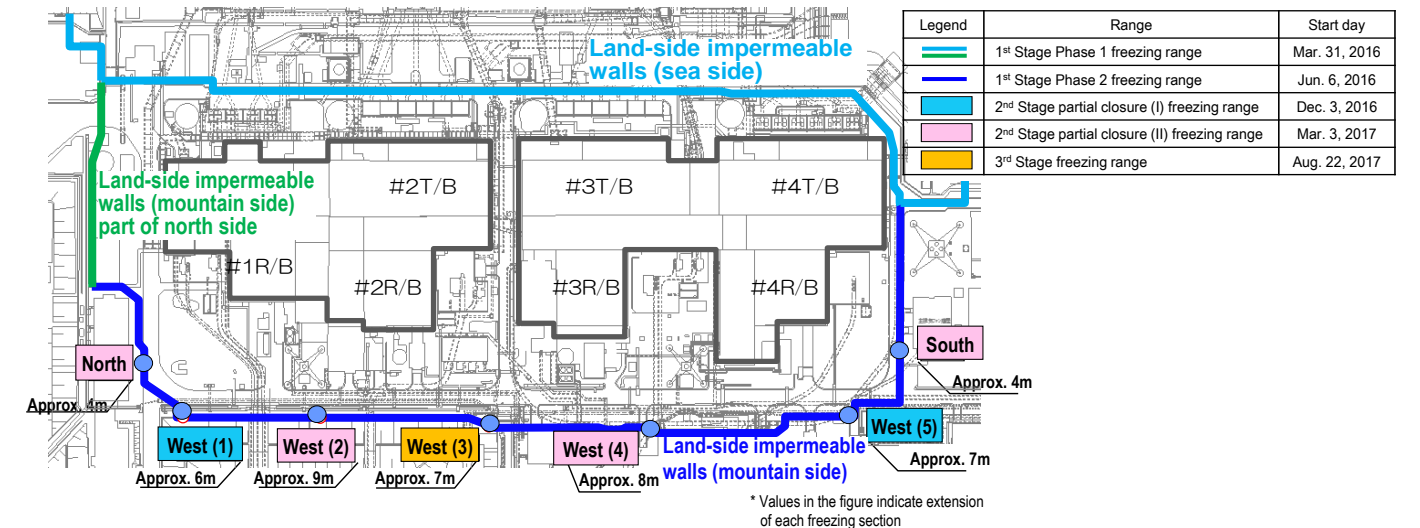 Land-side impermeable
walls (sea side)
Legend Range Start day
1st Stage Phase 1 freezing range Mar. 31, 2016
1st Stage Phase 2 freezing range Jun. 6, 2016
2nd Stage partial closure (I) freezing range Dec. 3, 2016
2nd Stage partial closure (II) freezing range Mar. 3, 2017
3rd Stage freezing range Aug. 22, 2017
Land-side impermeable
walls (mountain side)
part of north side
#2T/B
#3T/B
#4T/B
#1R/B
#2R/B
#3R/B
#4R/B
North
Approx. 4m
South
Approx. 4m
West (1)
Approx. 6m
West (2)
Approx. 9m
West (3)
Approx. 7m
West (4)
Approx. 8m
Land-side impermeable
walls (mountain side)
West (5)
Approx. 7m
* Values in the figure indicate extension
of each freezing section